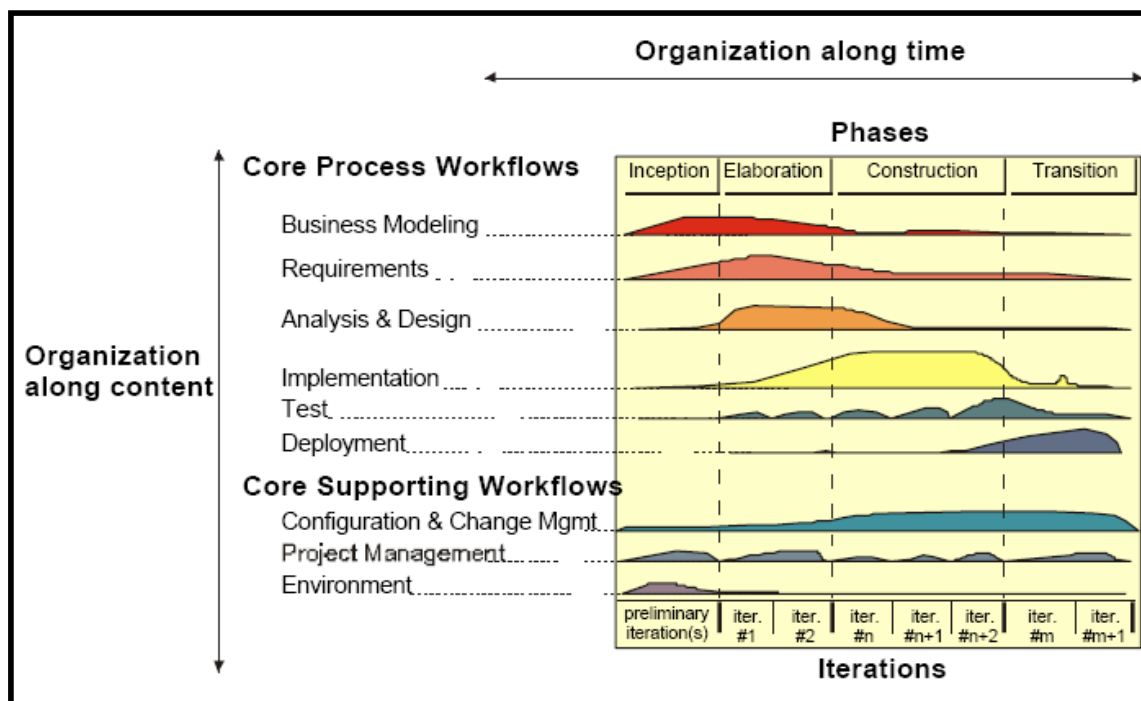 Organization along time
Phases
Core Process Workflows
Inception
Elaboration
Construction
Transition
Business Modeling
Requirements
Analysis & Design
Organization
along content
Implementation
Test
Deployment
Core Supporting Workflows
Configuration & Change Mgmt
Project Management
Environment
preliminary
iteration(s)
iter.
#1
iter.
#2
iter.
#n
iter.
#n+1
iter.
#n+2
iter.
#m
iter.
#m+1
Iterations